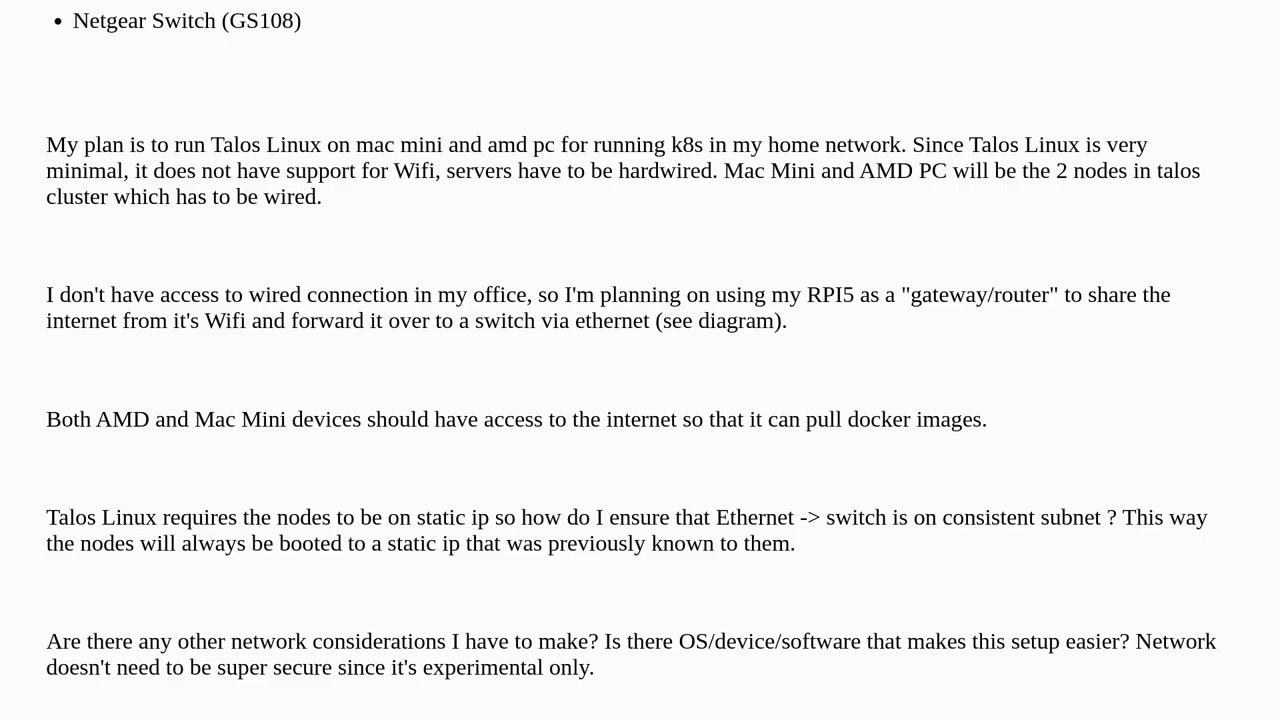 • Netgear Switch (GS108)
My plan is to run Talos Linux on mac mini and amd pc for running k8s in my home network. Since Talos Linux is very
minimal, it does not have support for Wifi, servers have to be hardwired. Mac Mini and AMD PC will be the 2 nodes in talos
cluster which has to be wired.
I don't have access to wired connection in my office, so I'm planning on using my RPI5 as a "gateway/router" to share the
internet from it's Wifi and forward it over to a switch via ethernet (see diagram).
Both AMD and Mac Mini devices should have access to the internet so that it can pull docker images.
Talos Linux requires the nodes to be on static ip so how do I ensure that Ethernet -> switch is on consistent subnet ? This way
the nodes will always be booted to a static ip that was previously known to them.
Are there any other network considerations I have to make? Is there OS/device/software that makes this setup easier? Network
doesn't need to be super secure since it's experimental only.